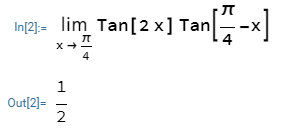 In[2]:= lim Tan[2 x] Tan[π/4 -x]
x → π/4
Out[2]= 1/2